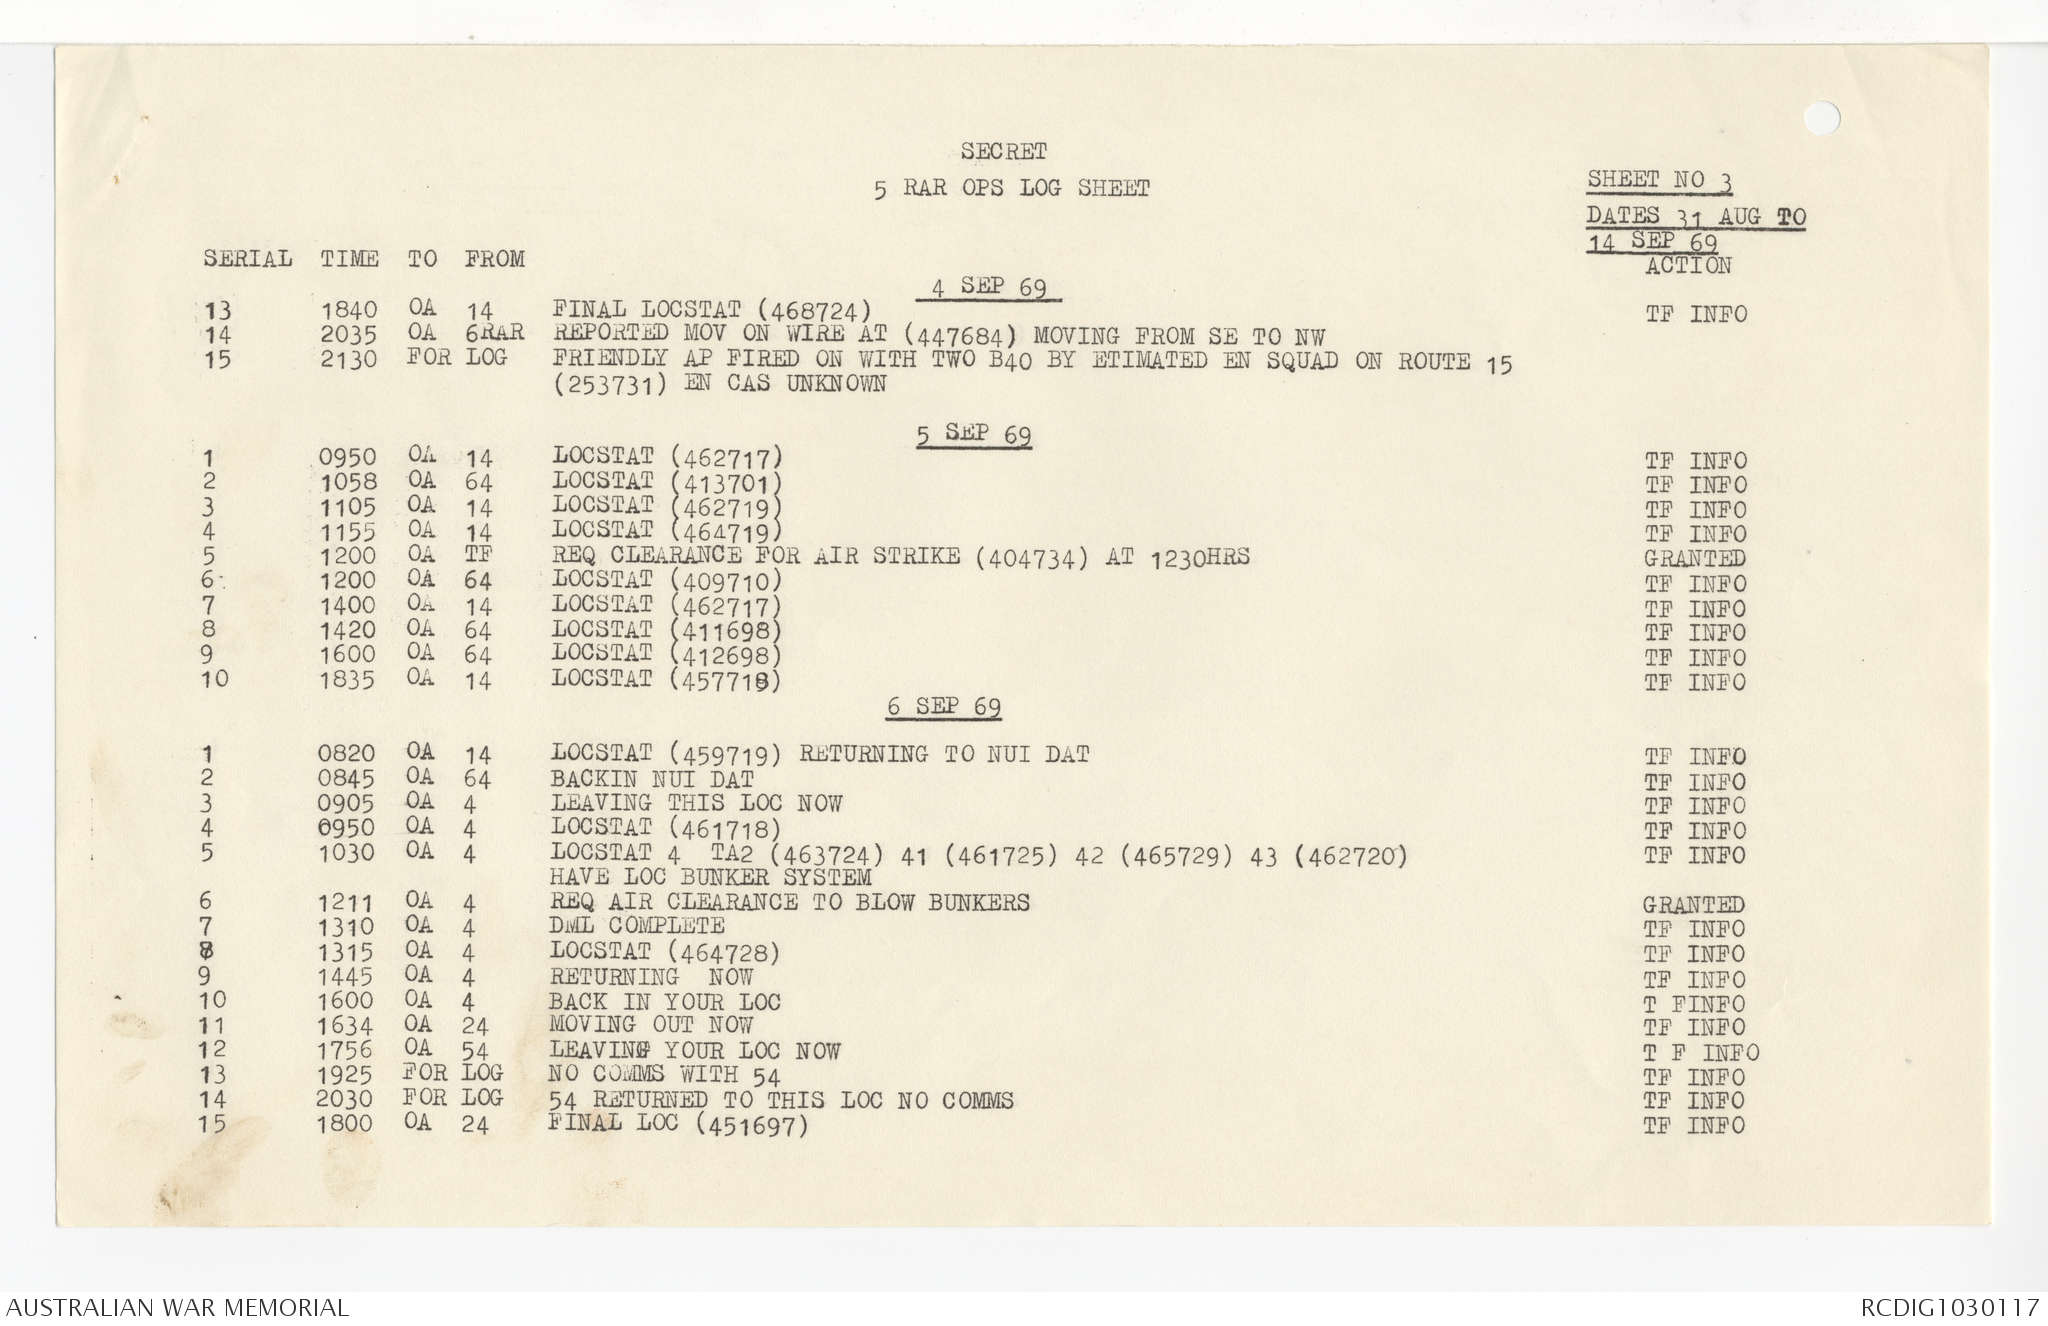 SECRET
5 RAR OPS LOG SHEET
SHEET NO 3
DATES 31 AUG TO
14 SEP 69
SERIAL TIME TO FROM ACTION
4 SEP 69
13 1840 OA 14 FINAL LOCSTAT (468724) TF INFO
14 2035 OA 6RAR REPORTED MOV ON WIRE AT (447684) MOVING FROM SE TO NW
15 2130 FOR LOG FRIENDLY AP FIRED ON WITH TWO B40 BY ETIMATED EN SQUAD ON ROUTE 15
(253731) EN CAS UNKNOWN
5 SEP 69
1 0950 OA 14 LOCSTAT (462717) TF INFO
2 1058 OA 64 LOCSTAT (413701) TF INFO
3 1105 OA 14 LOCSTAT (462719) TF INFO
4 1155 OA 14 LOCSTAT (464719) TF INFO
5 1200 OA TF REQ CLEARANCE FOR AIR STRIKE (404734) AT 1230HRS GRANTED
6 1200 OA 64 LOCSTAT (409710) TF INFO
7 1400 OA 14 LOCSTAT (462717) TF INFO
8 1420 OA 64 LOCSTAT (411698) TF INFO
9 1600 OA 64 LOCSTAT (412698) TF INFO
10 1835 OA 14 LOCSTAT TF INFO
6 SEP 69
1 0820 OA 14 LOCSTAT (459719) RETURNING TO NUI DAT TF INFO
2 0845 OA 64 BACKIN NUI DAT TF INFO
3 0905 OA 4 LEAVING THIS LOC NOW TF INFO
4 0950 OA 4 LOCSTAT (461718) TF INFO
5 1030 OA 4 LOCSTAT 4 TA2 (463724) 41 (461725) 42 (465729) 43 (462720) TF INFO
HAVE LOC BUNKER SYSTEM
6 1211 OA 4 REQ AIR CLEARANCE TO BLOW BUNKERS GRANTED
7 1310 OA 4 DML COMPLETE TF INFO
8 1315 OA 4 LOCSTAT (464728) TF INFO
9 1445 OA 4 RETURNING NOW TF INFO
10 1600 OA 4 BACK IN YOUR LOC T FINFO
11 1634 OA 24 MOVING OUT NOW TF INFO
12 1756 OA 54 LEAVING YOUR LOC NOW T F INFO
13 1925 FOR LOG NO COMMS WITH 54 TF INFO
14 2030 FOR LOG 54 RETURNED TO THIS LOC NO COMMS TF INFO
15 1800 OA 24 FINAL LOC (451697) TF INFO
AUSTRALIAN WAR MEMORIAL RCDIG1030117